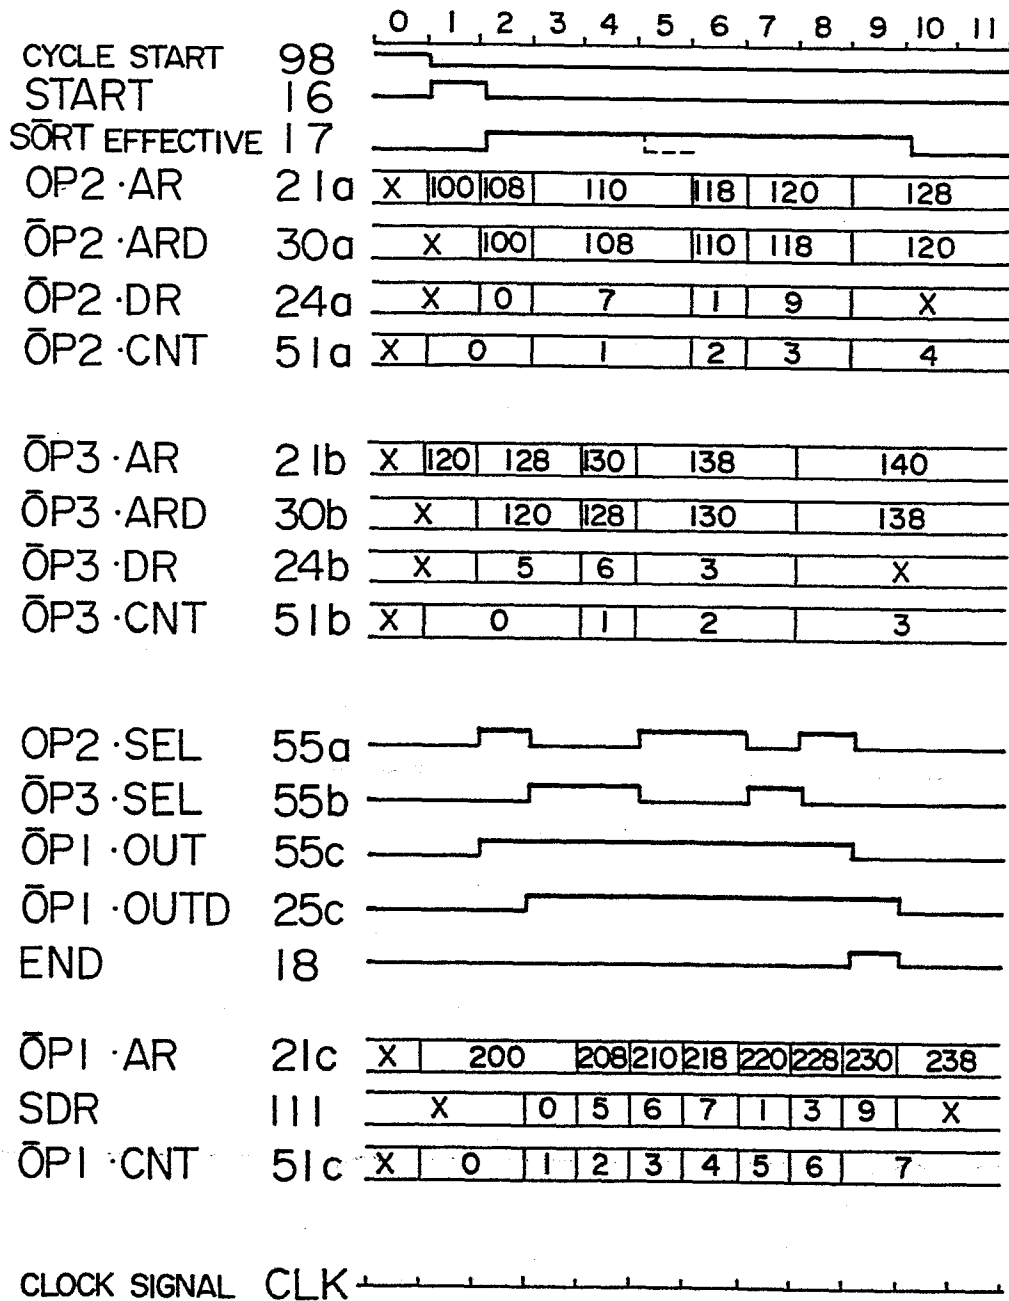 0 1 2 3 4 5 6 7 8 9 10 11
CYCLE START 98
START 16
SŌRT EFFECTIVE 17
OP2·AR 21a X 100 108 110 118 120 128
ŌP2·ARD 30a X 100 108 110 118 120
ŌP2·DR 24a X 0 7 1 9 X
ŌP2·CNT 51a X 0 1 2 3 4
ŌP3·AR 21b X 120 128 130 138 140
ŌP3·ARD 30b X 120 128 130 138
ŌP3·DR 24b X 5 6 3 X
ŌP3·CNT 51b X 0 1 2 3
OP2·SEL 55a
ŌP3·SEL 55b
ŌP1·OUT 55c
ŌP1·OUTD 25c
END 18
ŌP1·AR 21c X 200 208 210 218 220 228 230 238
SDR 111 X 0 5 6 7 1 3 9 X
ŌP1·CNT 51c X 0 1 2 3 4 5 6 7
CLOCK SIGNAL CLK